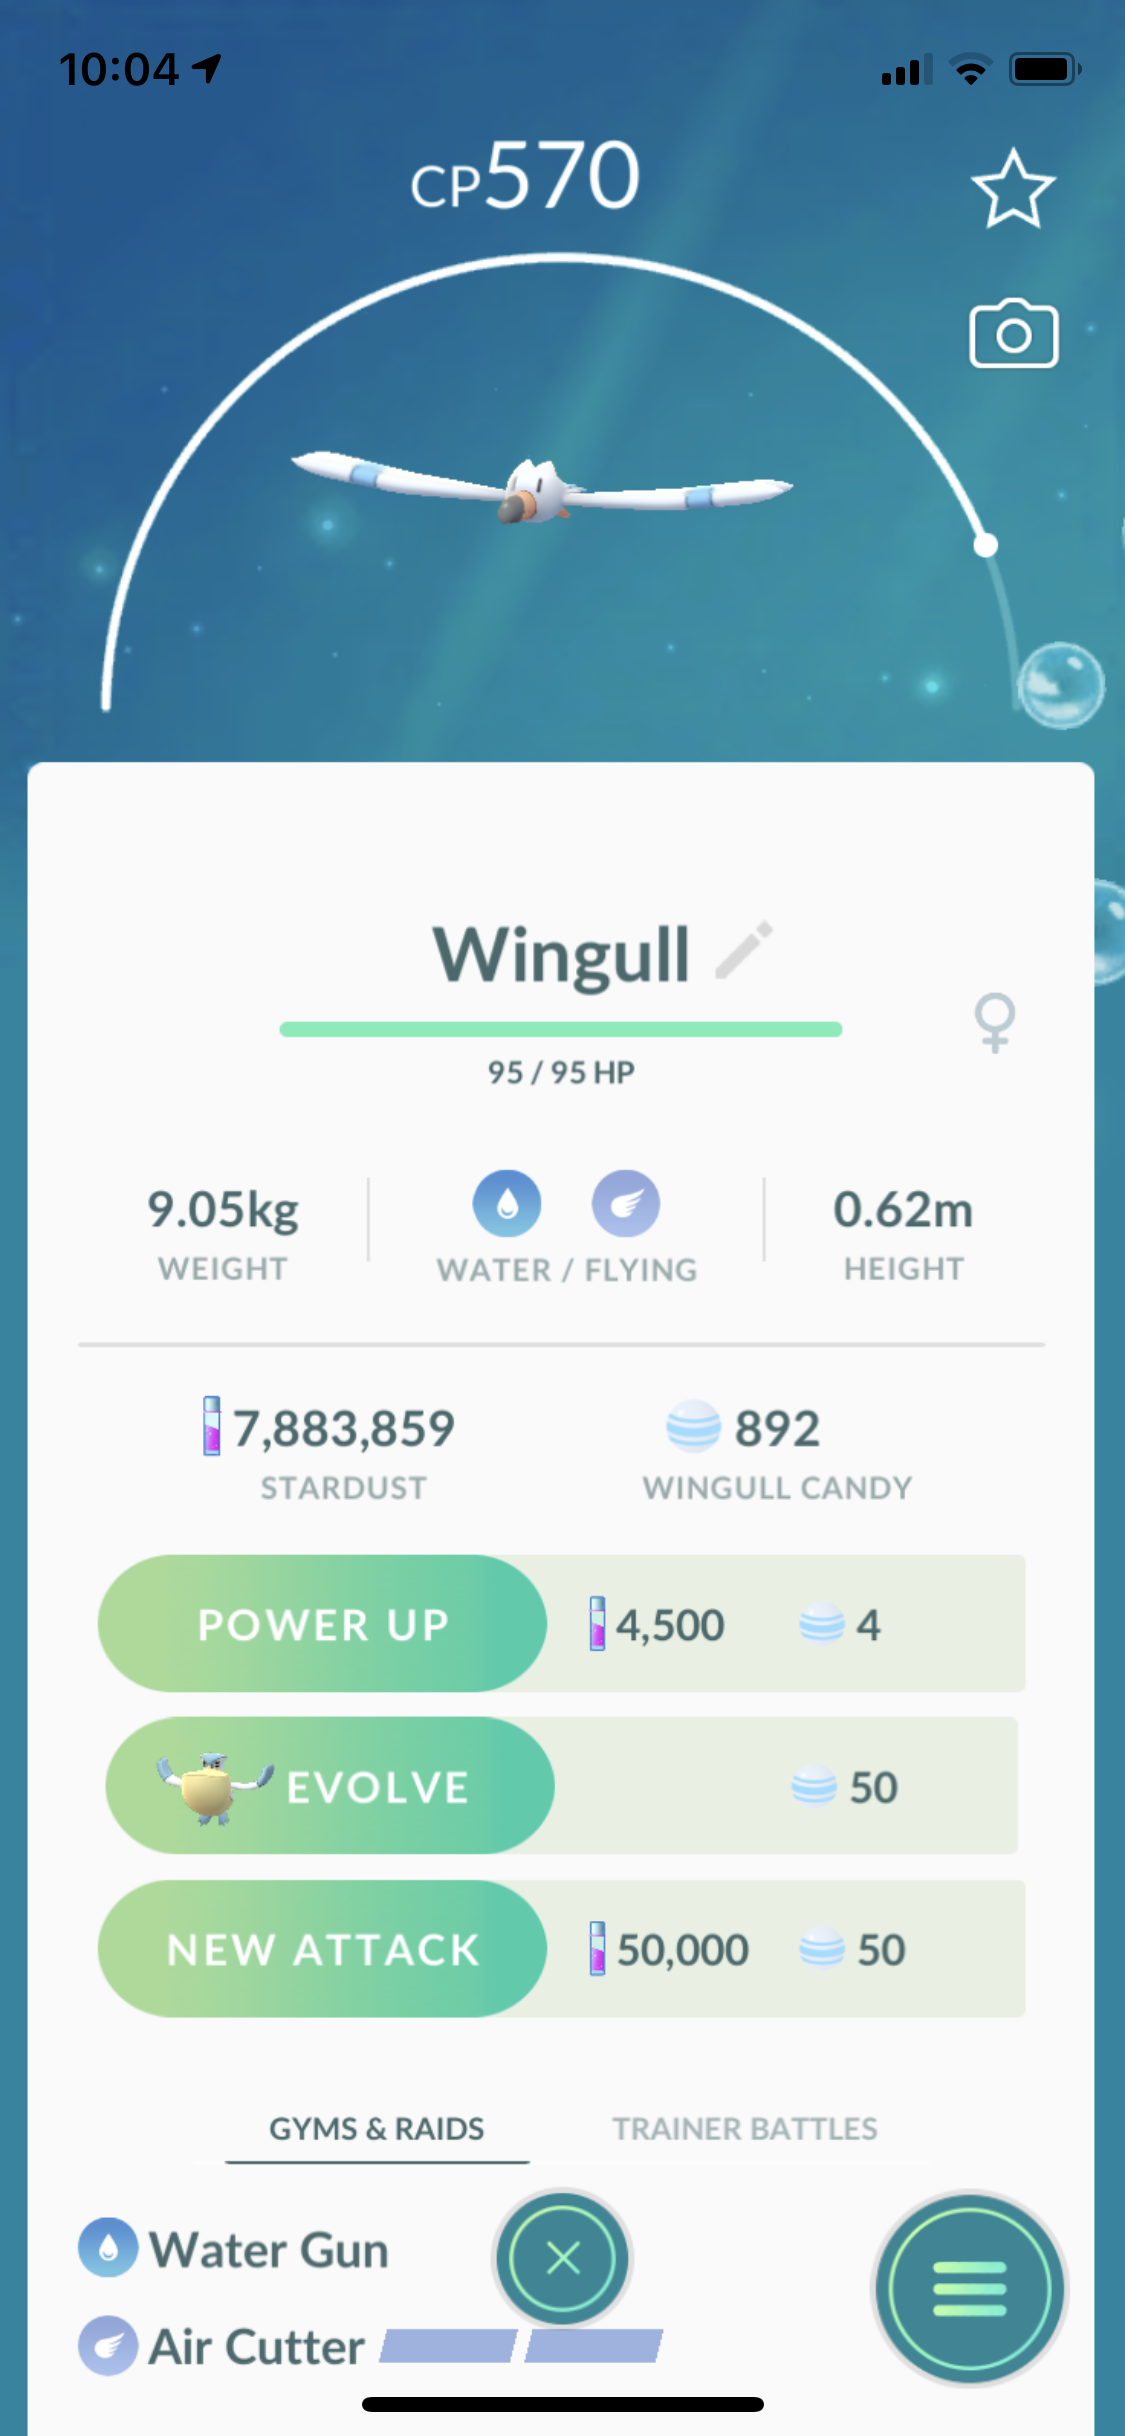 10:04
CP570
Wingull
95 / 95 HP
9.05kg
WEIGHT
WATER / FLYING
0.62m
HEIGHT
7,883,859
STARDUST
892
WINGULL CANDY
POWER UP 4,500 4
EVOLVE 50
NEW ATTACK 50,000 50
GYMS & RAIDS TRAINER BATTLES
Water Gun
Air Cutter